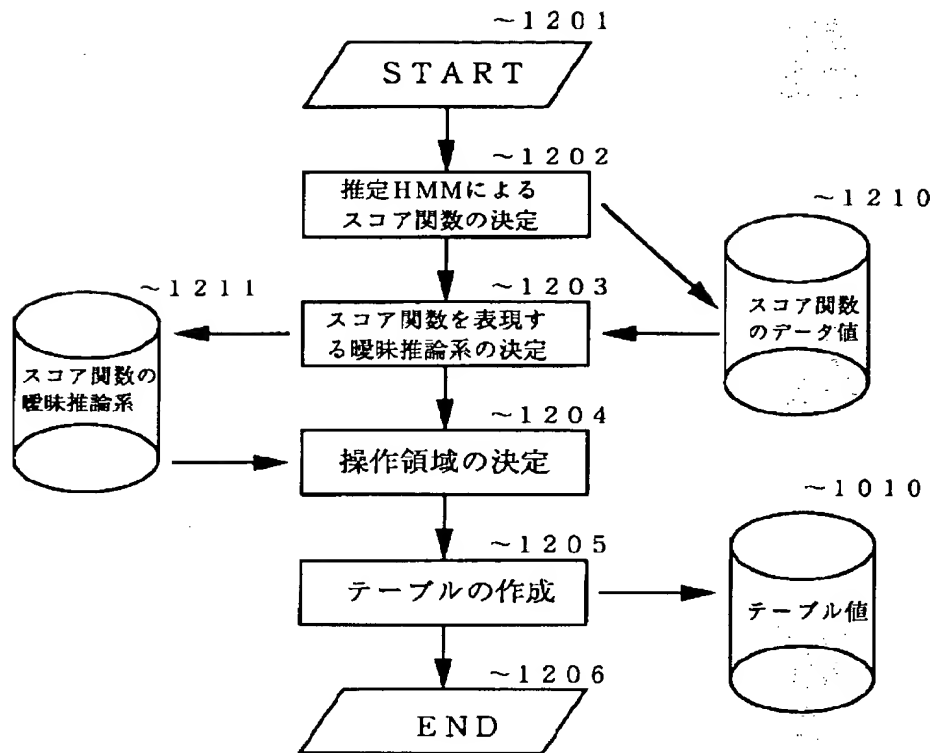 ~1201
START
~1202
推定HMMによる
スコア関数の決定
~1210
スコア関数
のデータ値
~1203
スコア関数を表現す
る曖昧推論系の決定
~1211
スコア関数の
曖昧推論系
~1204
操作領域の決定
~1010
テーブル値
~1205
テーブルの作成
~1206
END